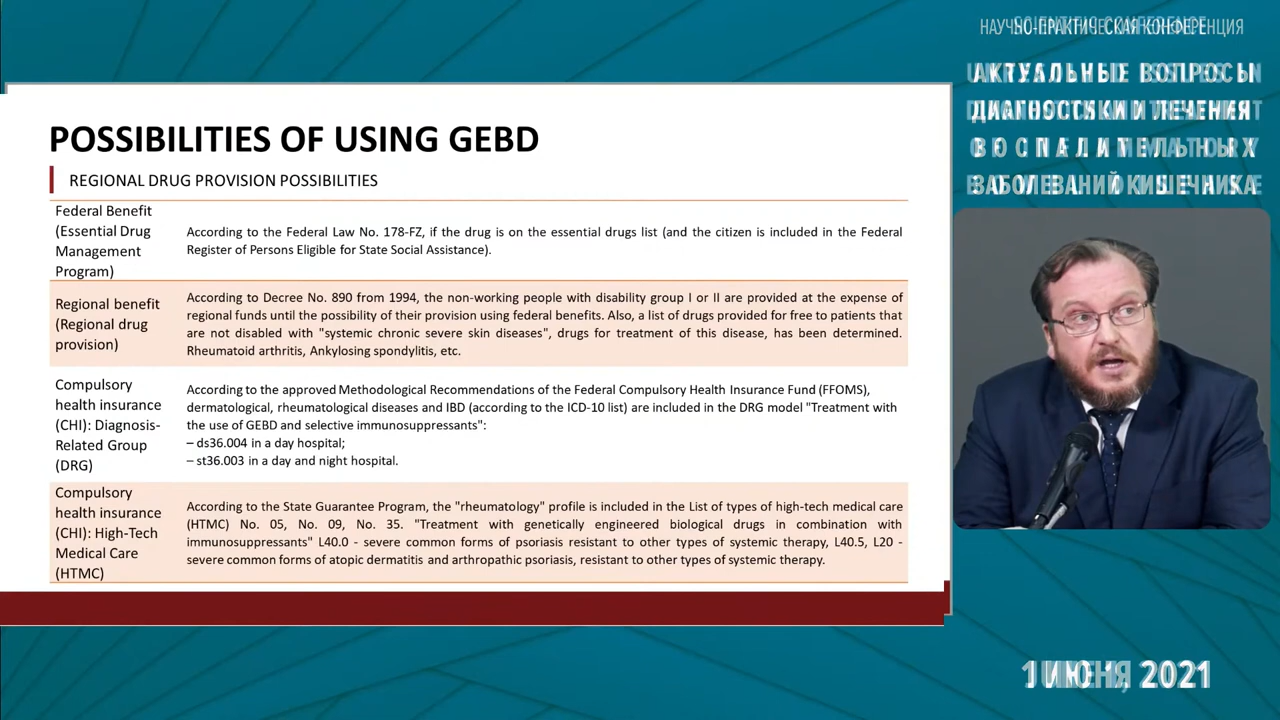 POSSIBILITIES OF USING GEBD
REGIONAL DRUG PROVISION POSSIBILITIES
Federal Benefit
(Essential Drug
Management
Program)
According to the Federal Law No. 178-FZ, if the drug is on the essential drugs list (and the citizen is included in the Federal
Register of Persons Eligible for State Social Assistance).
Regional benefit
(Regional drug
provision)
According to Decree No. 890 from 1994, the non-working people with disability group I or II are provided at the expense of
regional funds until the possibility of their provision using federal benefits. Also, a list of drugs provided for free to patients that
are not disabled with "systemic chronic severe skin diseases", drugs for treatment of this disease, has been determined.
Rheumatoid arthritis, Ankylosing spondylitis, etc.
Compulsory
health insurance
(CHI): Diagnosis-
Related Group
(DRG)
According to the approved Methodological Recommendations of the Federal Compulsory Health Insurance Fund (FFOMS),
dermatological, rheumatological diseases and IBD (according to the ICD-10 list) are included in the DRG model "Treatment with
the use of GEBD and selective immunosuppressants":
– ds36.004 in a day hospital;
– st36.003 in a day and night hospital.
Compulsory
health insurance
(CHI): High-Tech
Medical Care
(HTMC)
According to the State Guarantee Program, the "rheumatology" profile is included in the List of types of high-tech medical care
(HTMC) No. 05, No. 09, No. 35. "Treatment with genetically engineered biological drugs in combination with
immunosuppressants" L40.0 - severe common forms of psoriasis resistant to other types of systemic therapy, L40.5, L20 -
severe common forms of atopic dermatitis and arthropathic psoriasis, resistant to other types of systemic therapy.
НАУЧНО-ПРАКТИЧЕСКАЯ КОНФЕРЕНЦИЯ
АКТУАЛЬНЫЕ ВОПРОСЫ
ДИАГНОСТИКИ И ЛЕЧЕНИЯ
ВОСПАЛИТЕЛЬНЫХ
ЗАБОЛЕВАНИЙ КИШЕЧНИКА
1 ИЮНЯ, 2021